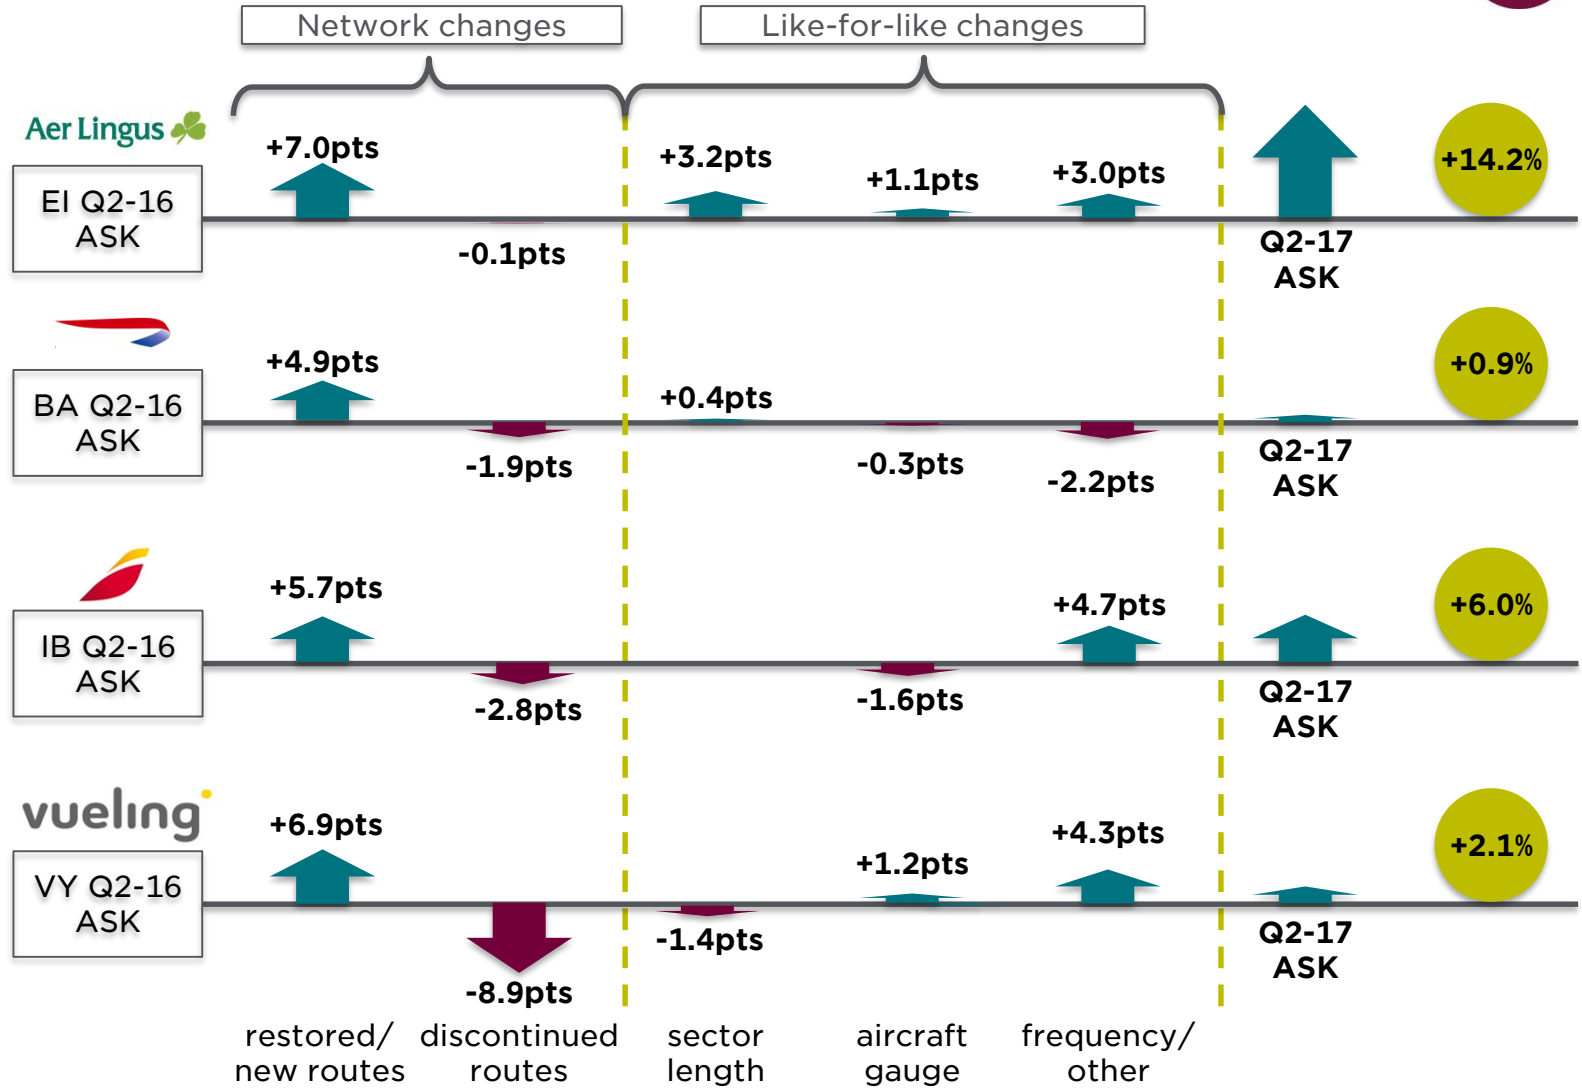 Network changes
Like-for-like changes
Aer Lingus
EI Q2-16
ASK
+7.0pts
-0.1pts
+3.2pts
+1.1pts
+3.0pts
Q2-17
ASK
+14.2%
BA Q2-16
ASK
+4.9pts
-1.9pts
+0.4pts
-0.3pts
-2.2pts
Q2-17
ASK
+0.9%
IB Q2-16
ASK
+5.7pts
-2.8pts
-1.6pts
+4.7pts
Q2-17
ASK
+6.0%
vueling
VY Q2-16
ASK
+6.9pts
-8.9pts
-1.4pts
+1.2pts
+4.3pts
Q2-17
ASK
+2.1%
restored/
new routes
discontinued
routes
sector
length
aircraft
gauge
frequency/
other